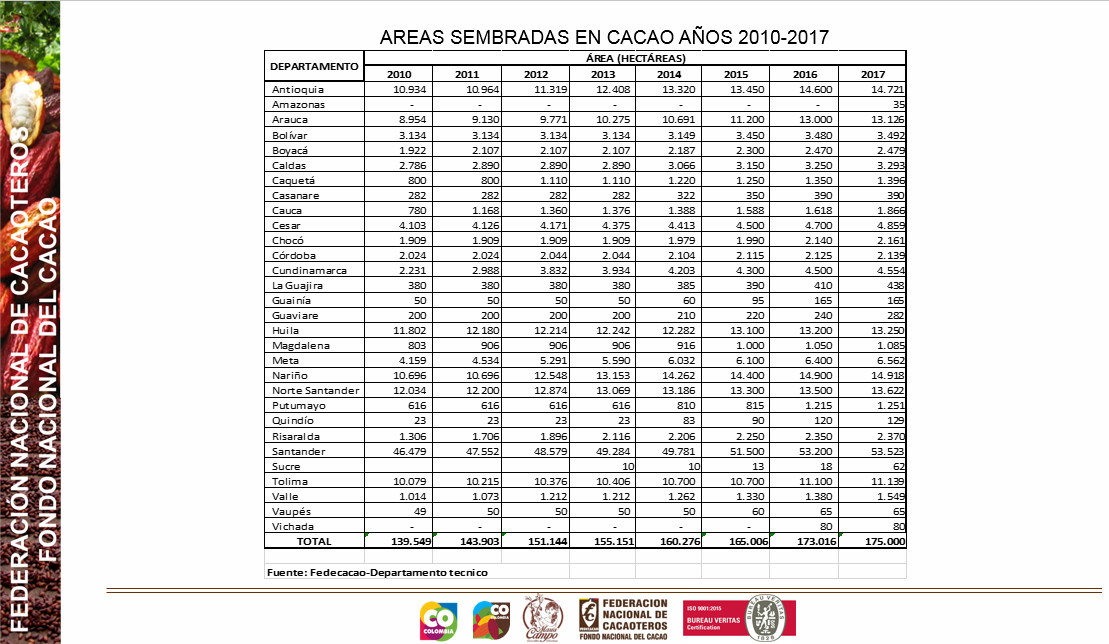 FEDERACIÓN NACIONAL DE CACAOTEROS
FONDO NACIONAL DEL CACAO
AREAS SEMBRADAS EN CACAO AÑOS 2010-2017
DEPARTAMENTO ÁREA (HECTÁREAS)
2010 2011 2012 2013 2014 2015 2016 2017
Antioquia 10.934 10.964 11.319 12.408 13.320 13.450 14.600 14.721
Amazonas - - - - - - - 35
Arauca 8.954 9.130 9.771 10.275 10.691 11.200 13.000 13.126
Bolívar 3.134 3.134 3.134 3.134 3.149 3.450 3.480 3.492
Boyacá 1.922 2.107 2.107 2.107 2.187 2.300 2.470 2.479
Caldas 2.786 2.890 2.890 2.890 3.066 3.150 3.250 3.293
Caquetá 800 800 1.110 1.110 1.220 1.250 1.350 1.396
Casanare 282 282 282 282 322 350 390 390
Cauca 780 1.168 1.360 1.376 1.388 1.588 1.618 1.866
Cesar 4.103 4.126 4.171 4.375 4.413 4.500 4.700 4.859
Chocó 1.909 1.909 1.909 1.909 1.979 1.990 2.140 2.161
Córdoba 2.024 2.024 2.044 2.044 2.104 2.115 2.125 2.139
Cundinamarca 2.231 2.988 3.832 3.934 4.203 4.300 4.500 4.554
La Guajira 380 380 380 380 385 390 410 438
Guainía 50 50 50 50 60 95 165 165
Guaviare 200 200 200 200 210 220 240 282
Huila 11.802 12.180 12.214 12.242 12.282 13.100 13.200 13.250
Magdalena 803 906 906 906 916 1.000 1.050 1.085
Meta 4.159 4.534 5.291 5.590 6.032 6.100 6.400 6.562
Nariño 10.696 10.696 12.548 13.153 14.262 14.400 14.900 14.918
Norte Santander 12.034 12.200 12.874 13.069 13.186 13.300 13.500 13.622
Putumayo 616 616 616 616 810 815 1.215 1.251
Quindío 23 23 23 23 83 90 120 129
Risaralda 1.306 1.706 1.896 2.116 2.206 2.250 2.350 2.370
Santander 46.479 47.552 48.579 49.284 49.781 51.500 53.200 53.523
Sucre 10 10 13 18 62
Tolima 10.079 10.215 10.376 10.406 10.700 10.700 11.100 11.139
Valle 1.014 1.073 1.212 1.212 1.262 1.330 1.380 1.549
Vaupés 49 50 50 50 50 60 65 65
Vichada - - - - - - 80 80
TOTAL 139.549 143.903 151.144 155.151 160.276 165.006 173.016 175.000
Fuente: Fedecacao-Departamento tecnico
CO
COLOMBIA
CO
COLOMBIA
Campo
FEDERACION
NACIONAL DE
CACAOTEROS
FONDO NACIONAL DEL CACAO
ISO 9001:2015
BUREAU VERITAS
Certification
BUREAU VERITAS
1828